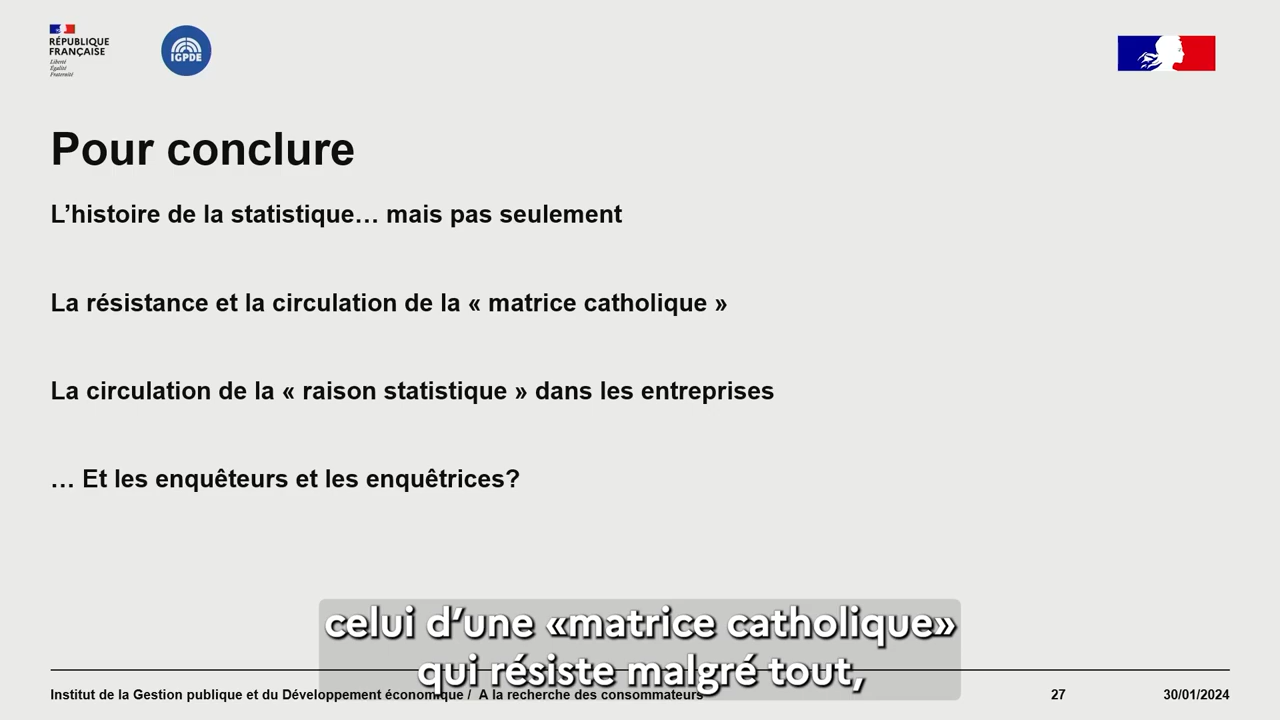 RÉPUBLIQUE
FRANÇAISE
Liberté
Égalité
Fraternité
IGPDE
Pour conclure
L’histoire de la statistique… mais pas seulement
La résistance et la circulation de la « matrice catholique »
La circulation de la « raison statistique » dans les entreprises
… Et les enquêteurs et les enquêtrices?
celui d’une «matrice catholique»
qui résiste malgré tout,
Institut de la Gestion publique et du Développement économique / A la recherche des consommateurs
27
30/01/2024